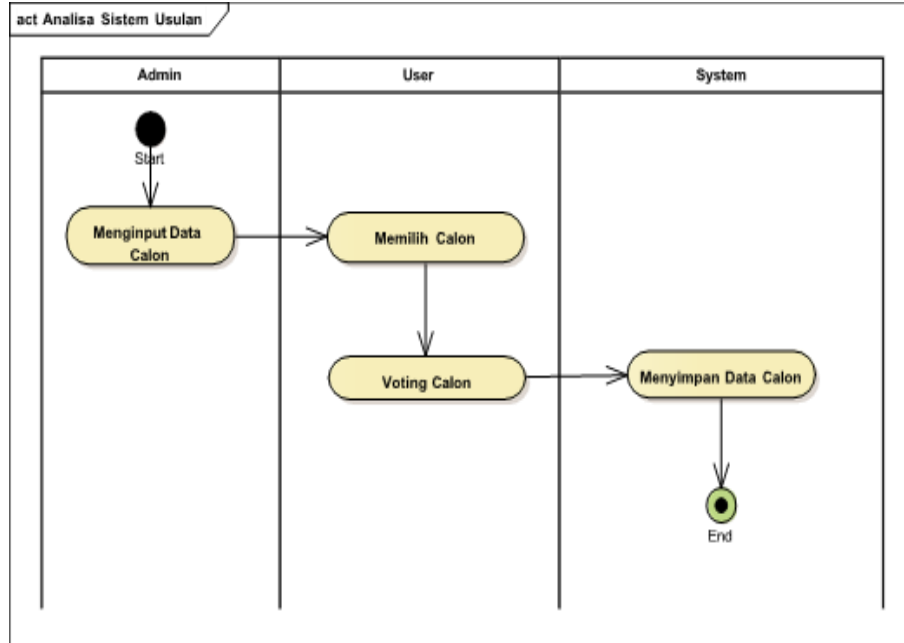 act Analisa Sistem Usulan
Admin
User
System
Start
Menginput Data
Calon
Memilih Calon
Voting Calon
Menyimpan Data Calon
End